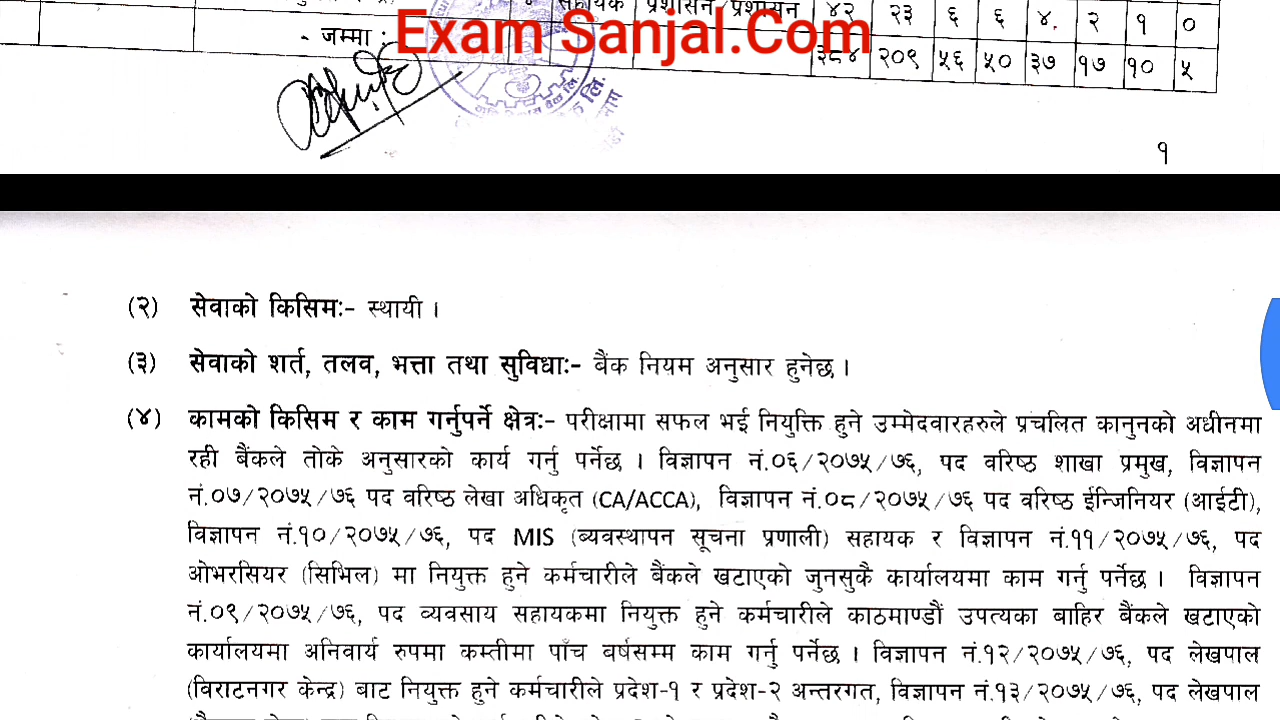 सहायक प्रशासन/प्रशासन ४२ २३ ६ ६ ४ २ १ ०
- जम्मा : ३८४ २०९ ५६ ५० ३७ १७ १० ५
Exam Sanjal.Com
१
(२) सेवाको किसिमः- स्थायी ।
(३) सेवाको शर्त, तलव, भत्ता तथा सुविधाः- बैंक नियम अनुसार हुनेछ ।
(४) कामको किसिम र काम गर्नुपर्ने क्षेत्रः- परीक्षामा सफल भई नियुक्ति हुने उम्मेदवारहरुले प्रचलित कानुनको अधीनमा
रही बैंकले तोके अनुसारको कार्य गर्नु पर्नेछ । विज्ञापन नं.०६/२०७५/७६, पद वरिष्ठ शाखा प्रमुख, विज्ञापन
नं.०७/२०७५/७६ पद वरिष्ठ लेखा अधिकृत (CA/ACCA), विज्ञापन नं.०८/२०७५/७६ पद वरिष्ठ ईन्जिनियर (आईटी),
विज्ञापन नं.१०/२०७५/७६, पद MIS (ब्यवस्थापन सूचना प्रणाली) सहायक र विज्ञापन नं.११/२०७५/७६, पद
ओभरसियर (सिभिल) मा नियुक्त हुने कर्मचारीले बैंकले खटाएको जुनसुकै कार्यालयमा काम गर्नु पर्नेछ । विज्ञापन
नं.०९/२०७५/७६, पद व्यवसाय सहायकमा नियुक्त हुने कर्मचारीले काठमाण्डौं उपत्यका बाहिर बैंकले खटाएको
कार्यालयमा अनिवार्य रुपमा कम्तीमा पाँच वर्षसम्म काम गर्नु पर्नेछ । विज्ञापन नं.१२/२०७५/७६, पद लेखपाल
(विराटनगर केन्द्र) बाट नियुक्त हुने कर्मचारीले प्रदेश-१ र प्रदेश-२ अन्तरगत, विज्ञापन नं.१३/२०७५/७६, पद लेखपाल